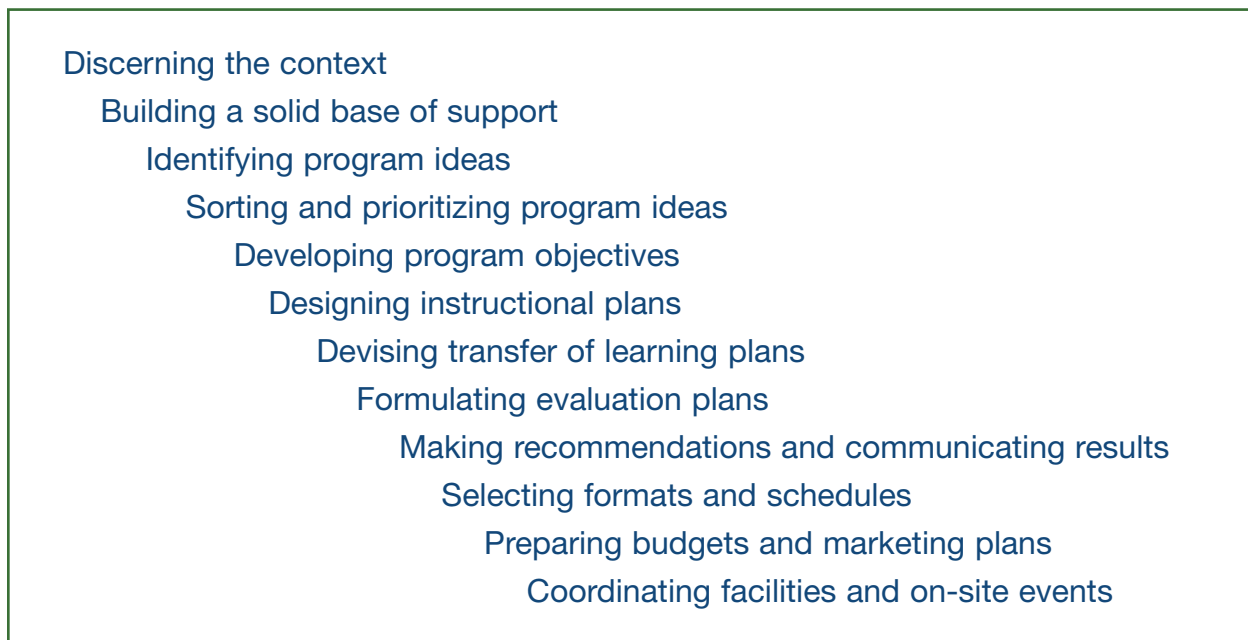 Discerning the context
Building a solid base of support
Identifying program ideas
Sorting and prioritizing program ideas
Developing program objectives
Designing instructional plans
Devising transfer of learning plans
Formulating evaluation plans
Making recommendations and communicating results
Selecting formats and schedules
Preparing budgets and marketing plans
Coordinating facilities and on-site events